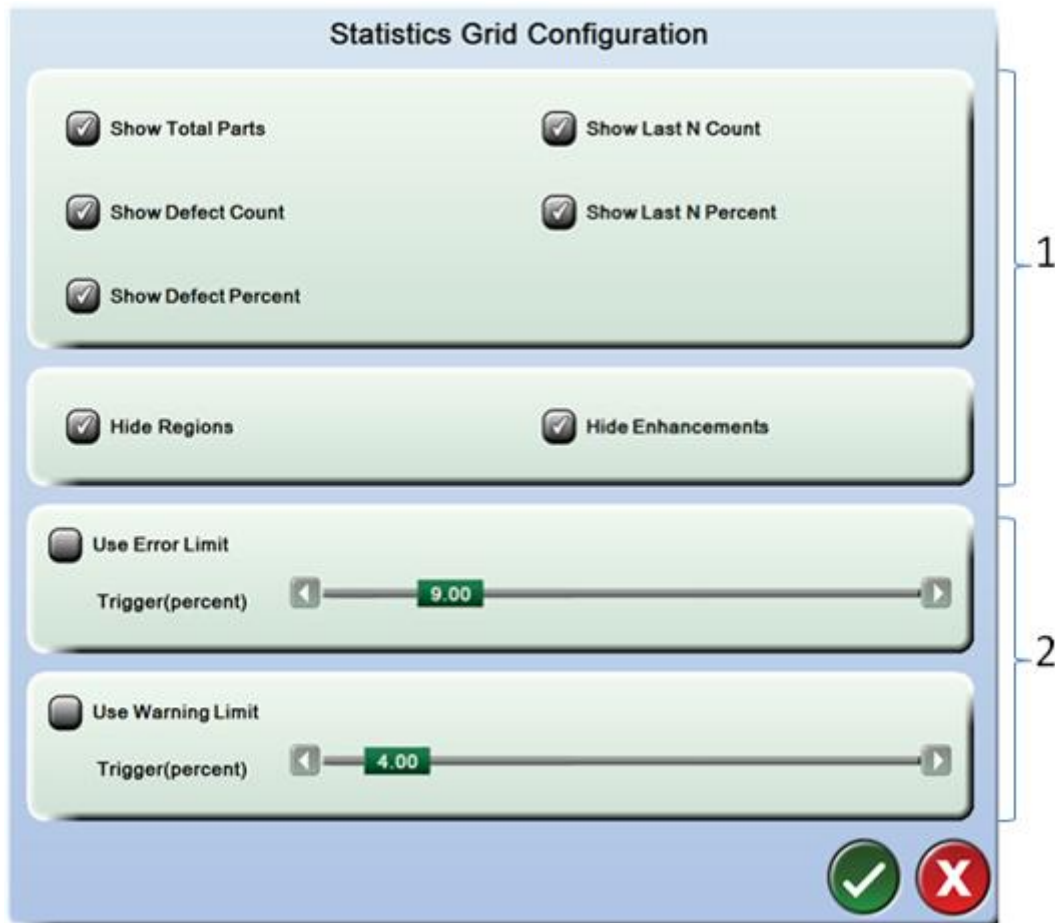 Statistics Grid Configuration
Show Total Parts
Show Last N Count
Show Defect Count
Show Last N Percent
Show Defect Percent
1
Hide Regions
Hide Enhancements
Use Error Limit
Trigger(percent)
9.00
2
Use Warning Limit
Trigger(percent)
4.00